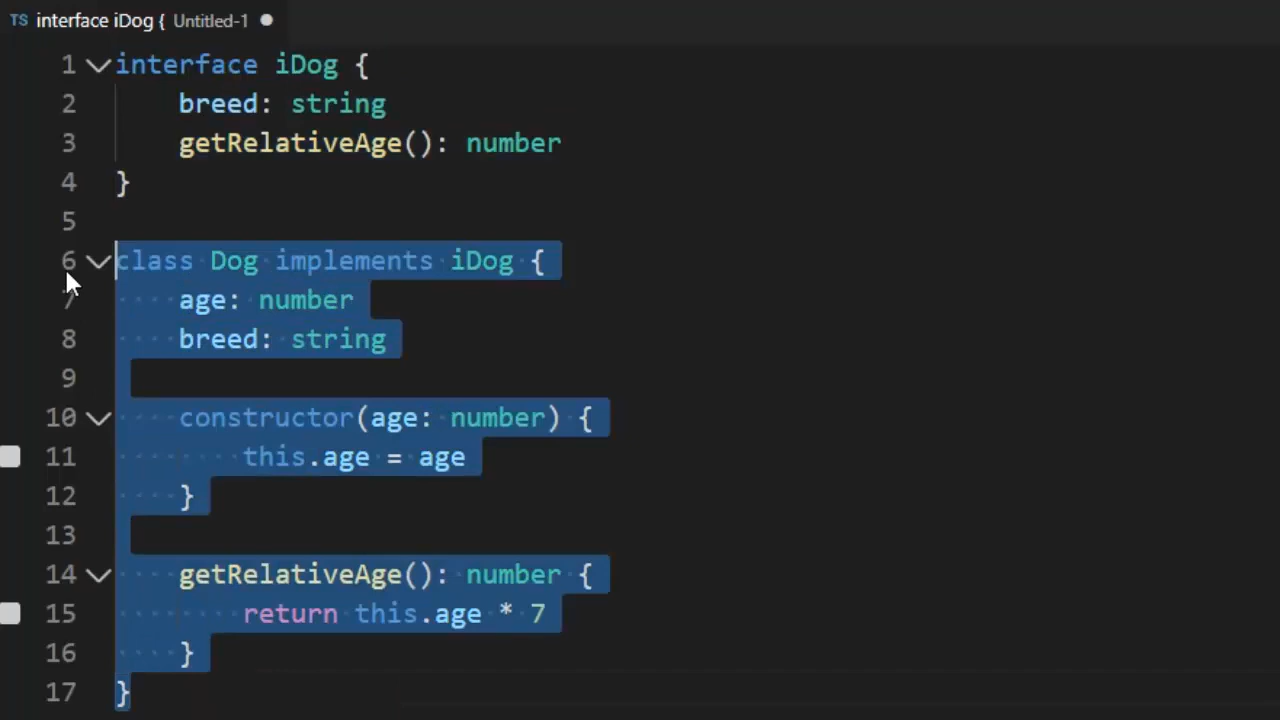 TS interface iDog { Untitled-1
1 interface iDog {
2 breed: string
3 getRelativeAge(): number
4 }
5
6 class Dog implements iDog {
7 age: number
8 breed: string
9
10 constructor(age: number) {
11 this.age = age
12 }
13
14 getRelativeAge(): number {
15 return this.age * 7
16 }
17 }